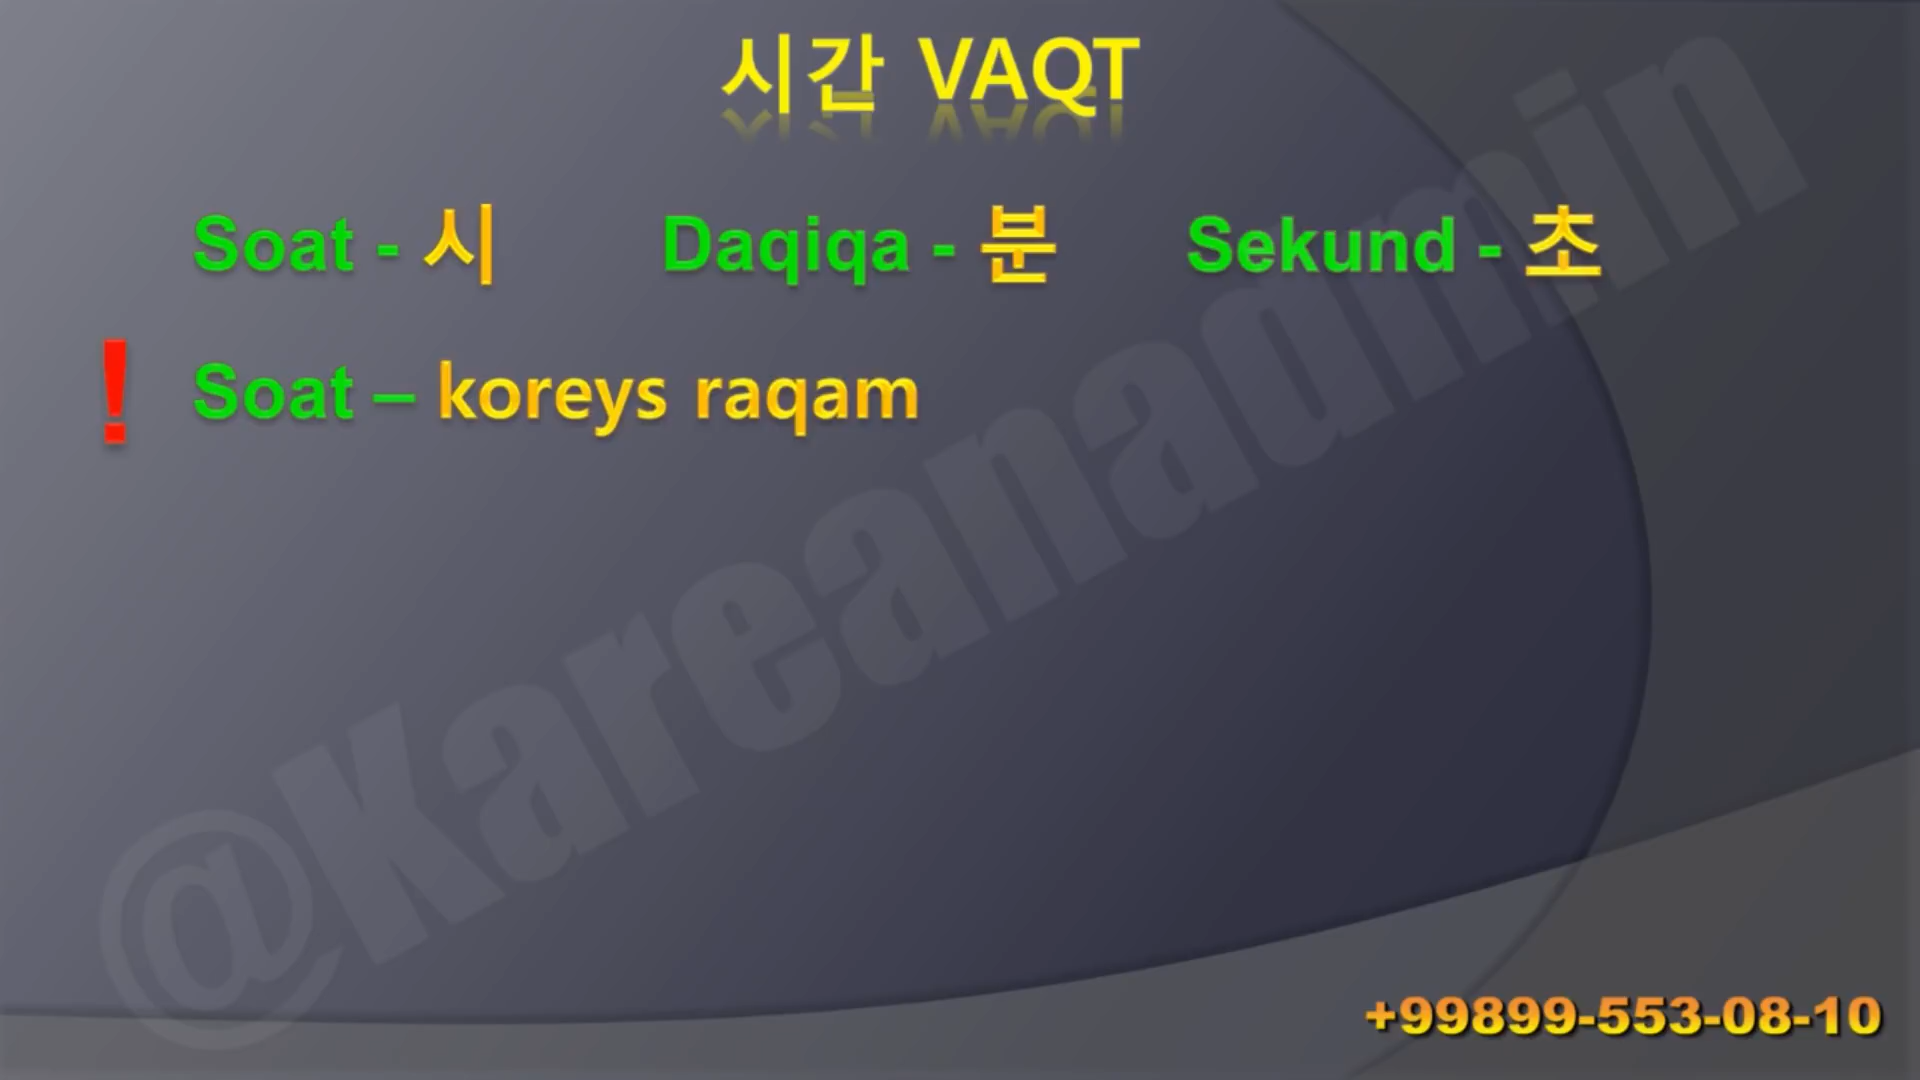 시간 VAQT
Soat - 시 Daqiqa - 분 Sekund - 초
! Soat – koreys raqam
@Kareanadmin
+99899-553-08-10